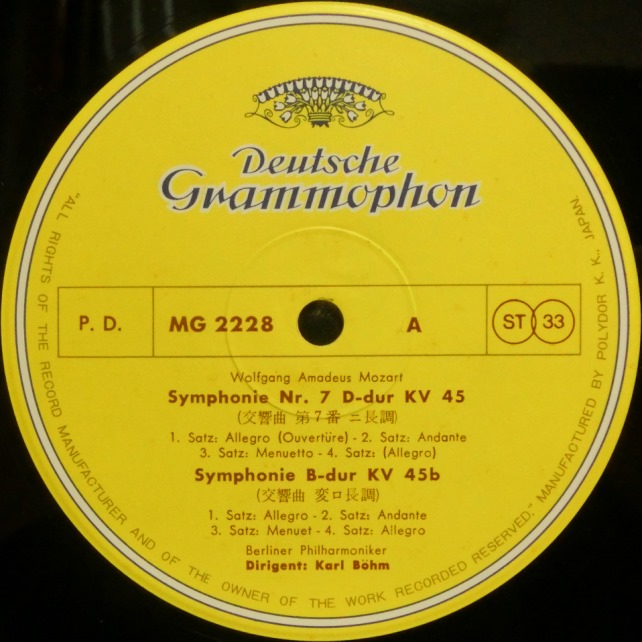 Deutsche
Grammophon
P. D.
MG 2228
A
ST 33
Wolfgang Amadeus Mozart
Symphonie Nr. 7 D-dur KV 45
(交響曲 第7番 ニ長調)
1. Satz: Allegro (Ouvertüre) - 2. Satz: Andante
3. Satz: Menuetto - 4. Satz: (Allegro)
Symphonie B-dur KV 45b
(交響曲 変ロ長調)
1. Satz: Allegro - 2. Satz: Andante
3. Satz: Menuet - 4. Satz: Allegro
Berliner Philharmoniker
Dirigent: Karl Böhm
"ALL RIGHTS OF THE RECORD MANUFACTURER AND OF THE OWNER OF THE WORK RECORDED RESERVED." MANUFACTURED BY POLYDOR K. K., JAPAN.